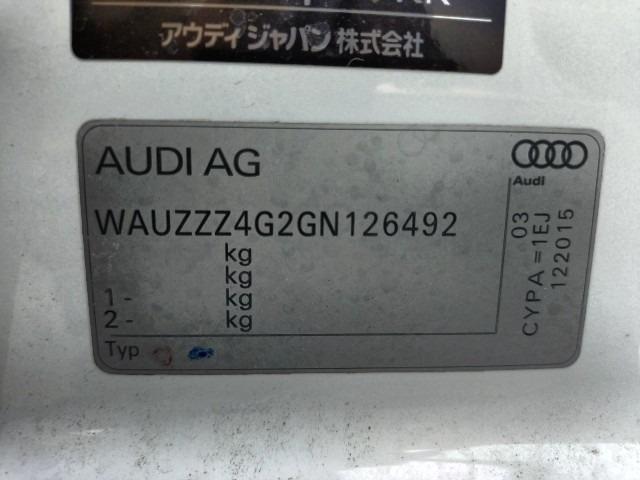 アウディ ジャパン 株式会社
AUDI AG
Audi
WAUZZZ4G2GN126492
kg
kg
1 - kg
2 - kg
Typ
03
CYPA =1EJ
122015